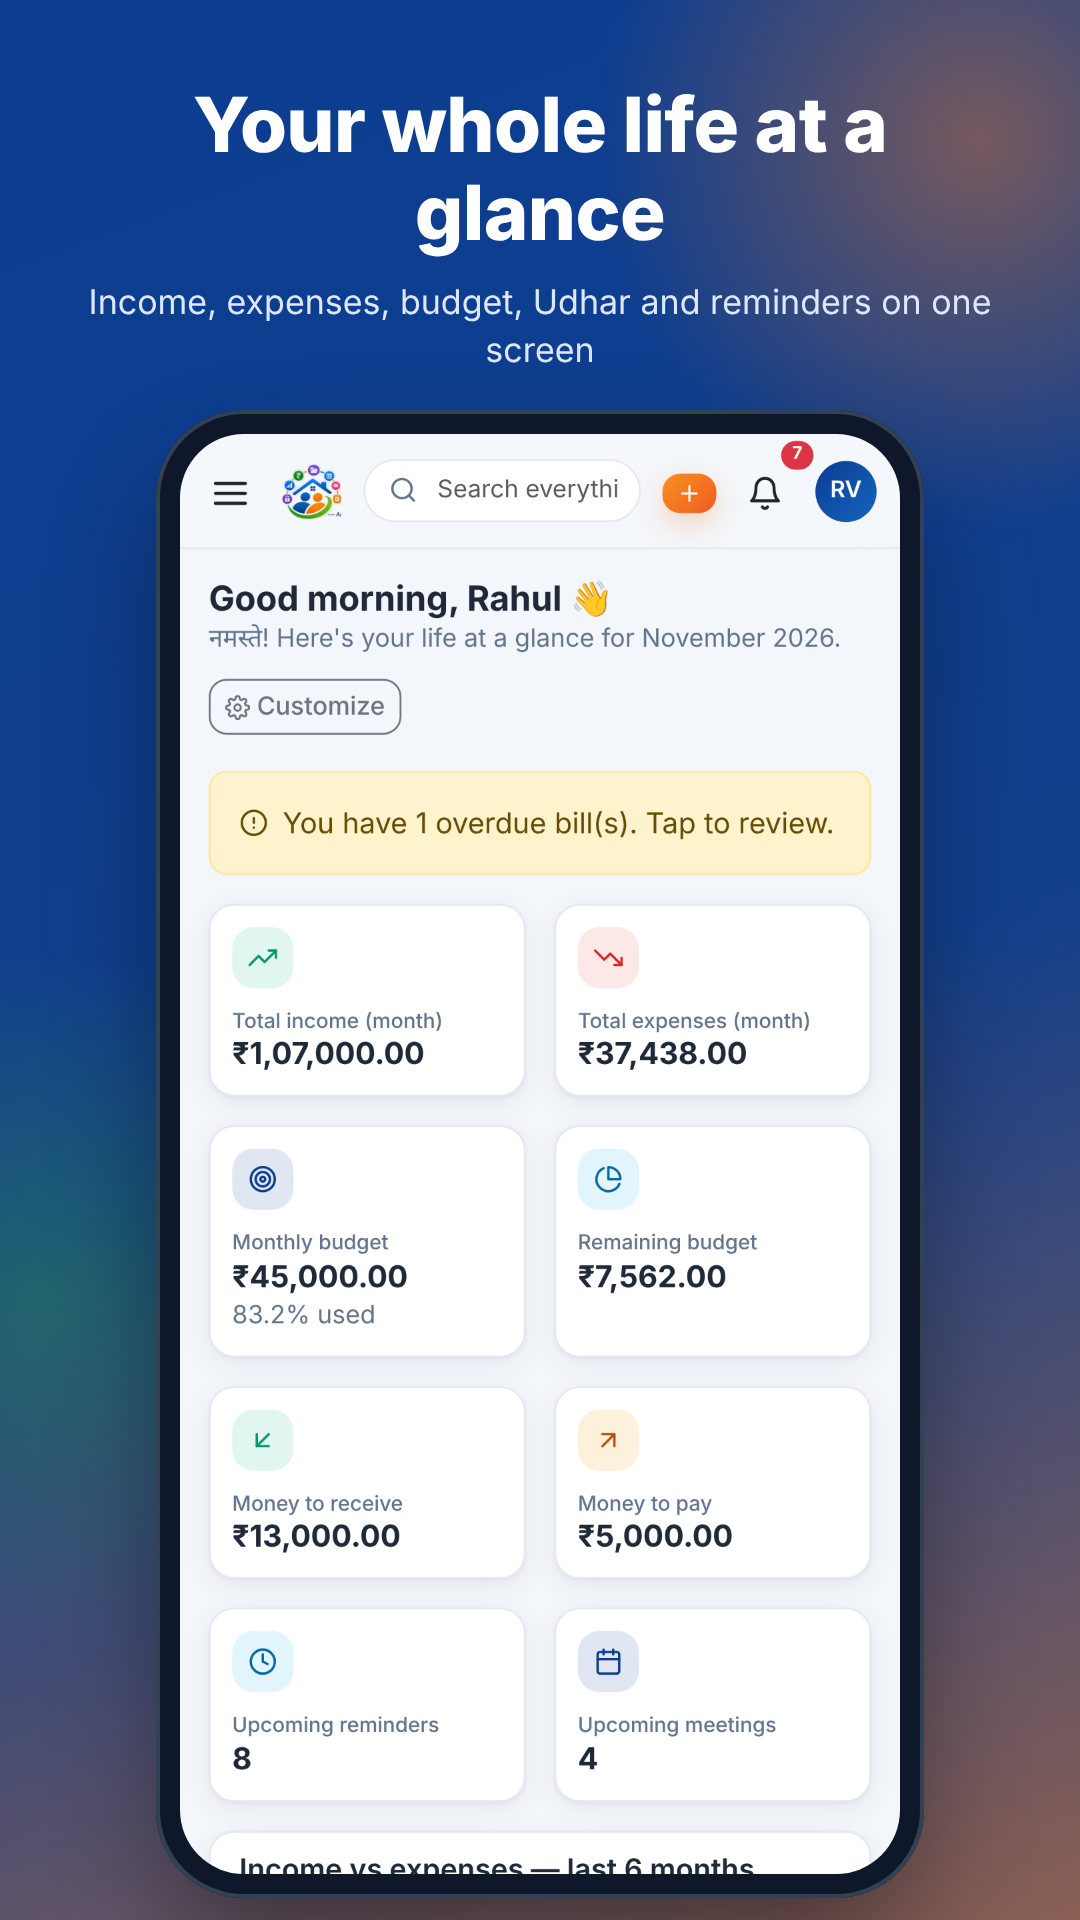 Your whole life at a
glance
Income, expenses, budget, Udhar and reminders on one
screen
Search everythi
+
7
RV
Good morning, Rahul 👋
नमस्ते! Here's your life at a glance for November 2026.
Customize
You have 1 overdue bill(s). Tap to review.
Total income (month)
₹1,07,000.00
Total expenses (month)
₹37,438.00
Monthly budget
₹45,000.00
83.2% used
Remaining budget
₹7,562.00
Money to receive
₹13,000.00
Money to pay
₹5,000.00
Upcoming reminders
8
Upcoming meetings
4
Income vs expenses — last 6 months